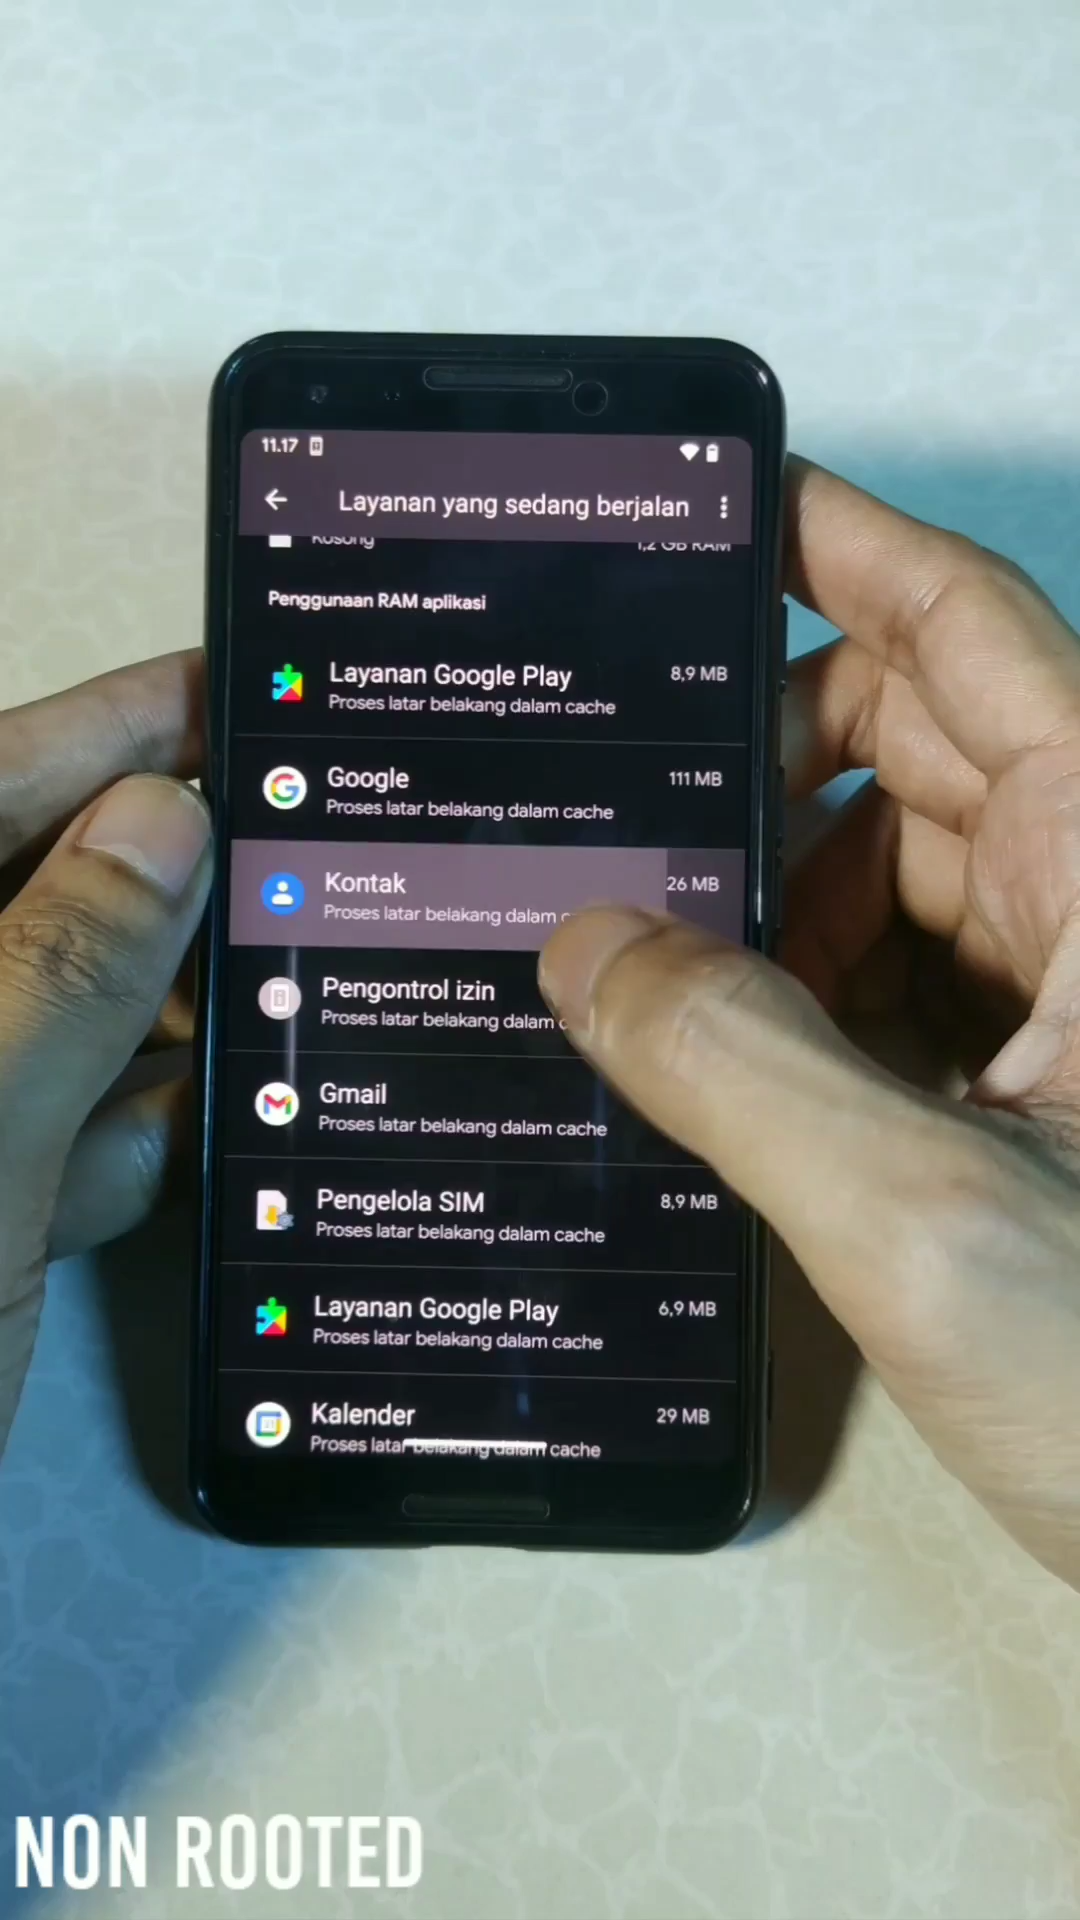 11.17
Layanan yang sedang berjalan
Kosong
1,2 GB RAM
Penggunaan RAM aplikasi
Layanan Google Play
8,9 MB
Proses latar belakang dalam cache
Google
111 MB
Proses latar belakang dalam cache
Kontak
26 MB
Proses latar belakang dalam
Pengontrol izin
Proses latar belakang dalam
Gmail
Proses latar belakang dalam cache
Pengelola SIM
8,9 MB
Proses latar belakang dalam cache
Layanan Google Play
6,9 MB
Proses latar belakang dalam cache
Kalender
29 MB
Proses latar belakang dalam cache
NON ROOTED